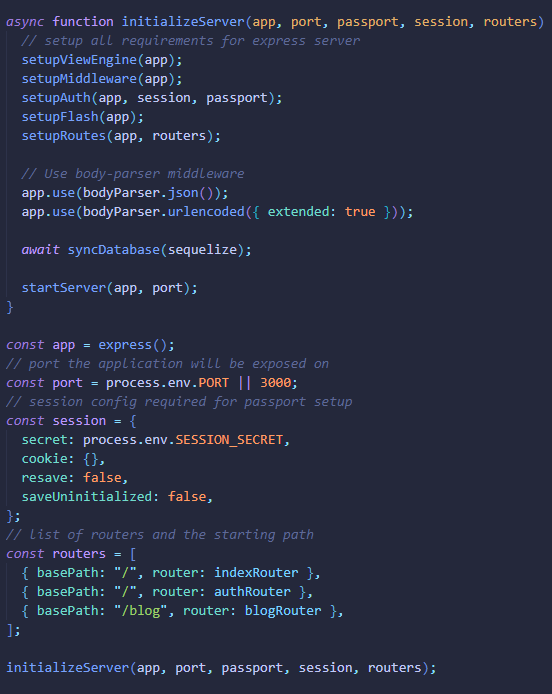 async function initializeServer(app, port, passport, session, routers)
  // setup all requirements for express server
  setupViewEngine(app);
  setupMiddleware(app);
  setupAuth(app, session, passport);
  setupFlash(app);
  setupRoutes(app, routers);

  // Use body-parser middleware
  app.use(bodyParser.json());
  app.use(bodyParser.urlencoded({ extended: true }));

  await syncDatabase(sequelize);

  startServer(app, port);
}

const app = express();
// port the application will be exposed on
const port = process.env.PORT || 3000;
// session config required for passport setup
const session = {
  secret: process.env.SESSION_SECRET,
  cookie: {},
  resave: false,
  saveUninitialized: false,
};
// list of routers and the starting path
const routers = [
  { basePath: "/", router: indexRouter },
  { basePath: "/", router: authRouter },
  { basePath: "/blog", router: blogRouter },
];

initializeServer(app, port, passport, session, routers);